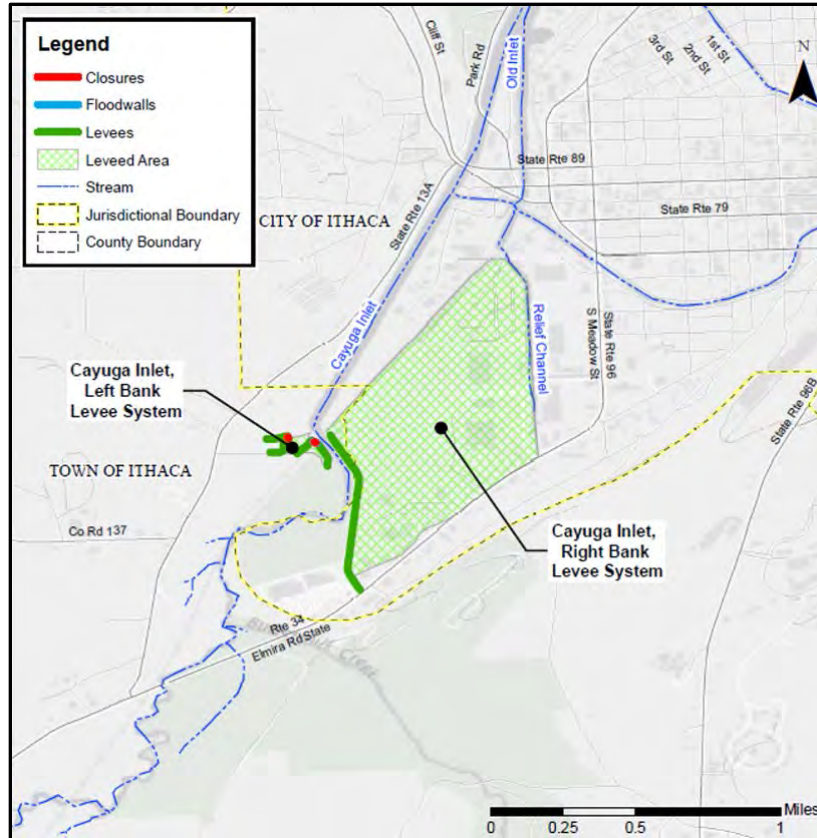 Legend
Closures
Floodwalls
Levees
Leveed Area
Stream
Jurisdictional Boundary
County Boundary
Cliff St
Park Rd
Old Inlet
1st St
2nd St
3rd St
N
State Rte 89
State Rte 79
CITY OF ITHACA
State Rte 13A
Cayuga Inlet
Relief Channel
S Meadow St
State Rte 96
State Rte 96B
Cayuga Inlet,
Left Bank
Levee System
TOWN OF ITHACA
Co Rd 137
Cayuga Inlet,
Right Bank
Levee System
Rte 34
Elmira Rd State
Creek
Miles
0 0.25 0.5 1